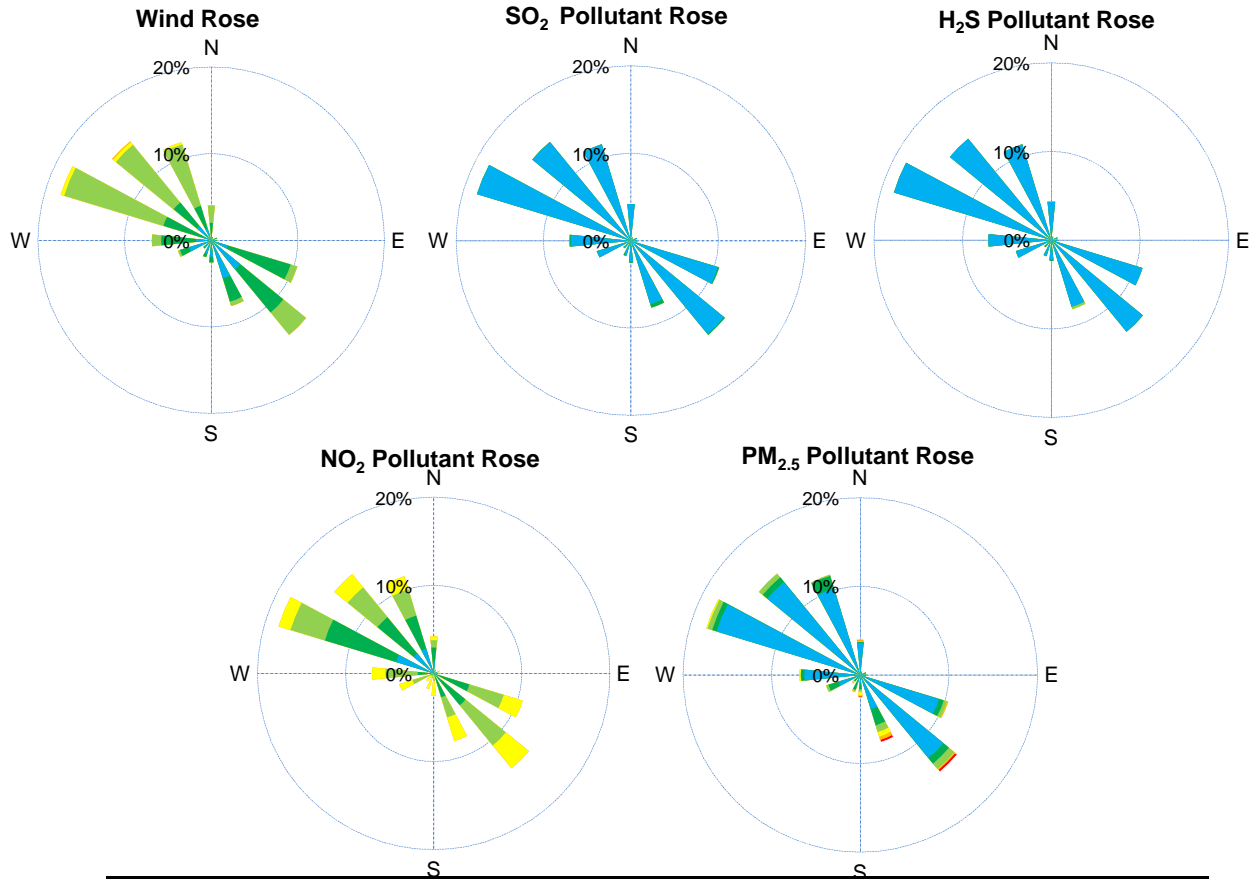 Wind Rose
N
20%
10%
0%
W
E
S
SO₂ Pollutant Rose
N
20%
10%
0%
W
E
S
H₂S Pollutant Rose
N
20%
10%
0%
W
E
S
NO₂ Pollutant Rose
N
20%
10%
0%
W
E
S
PM₂.₅ Pollutant Rose
N
20%
10%
0%
W
E
S